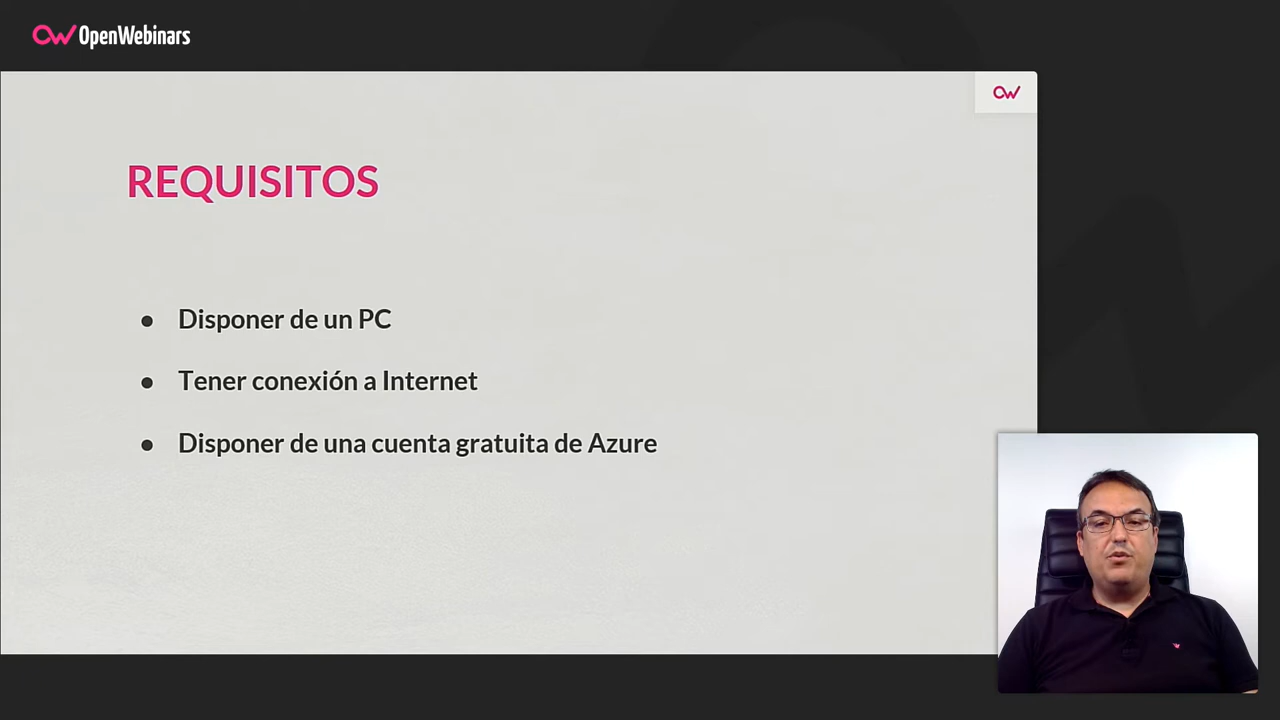 OpenWebinars
REQUISITOS
● Disponer de un PC
● Tener conexión a Internet
● Disponer de una cuenta gratuita de Azure